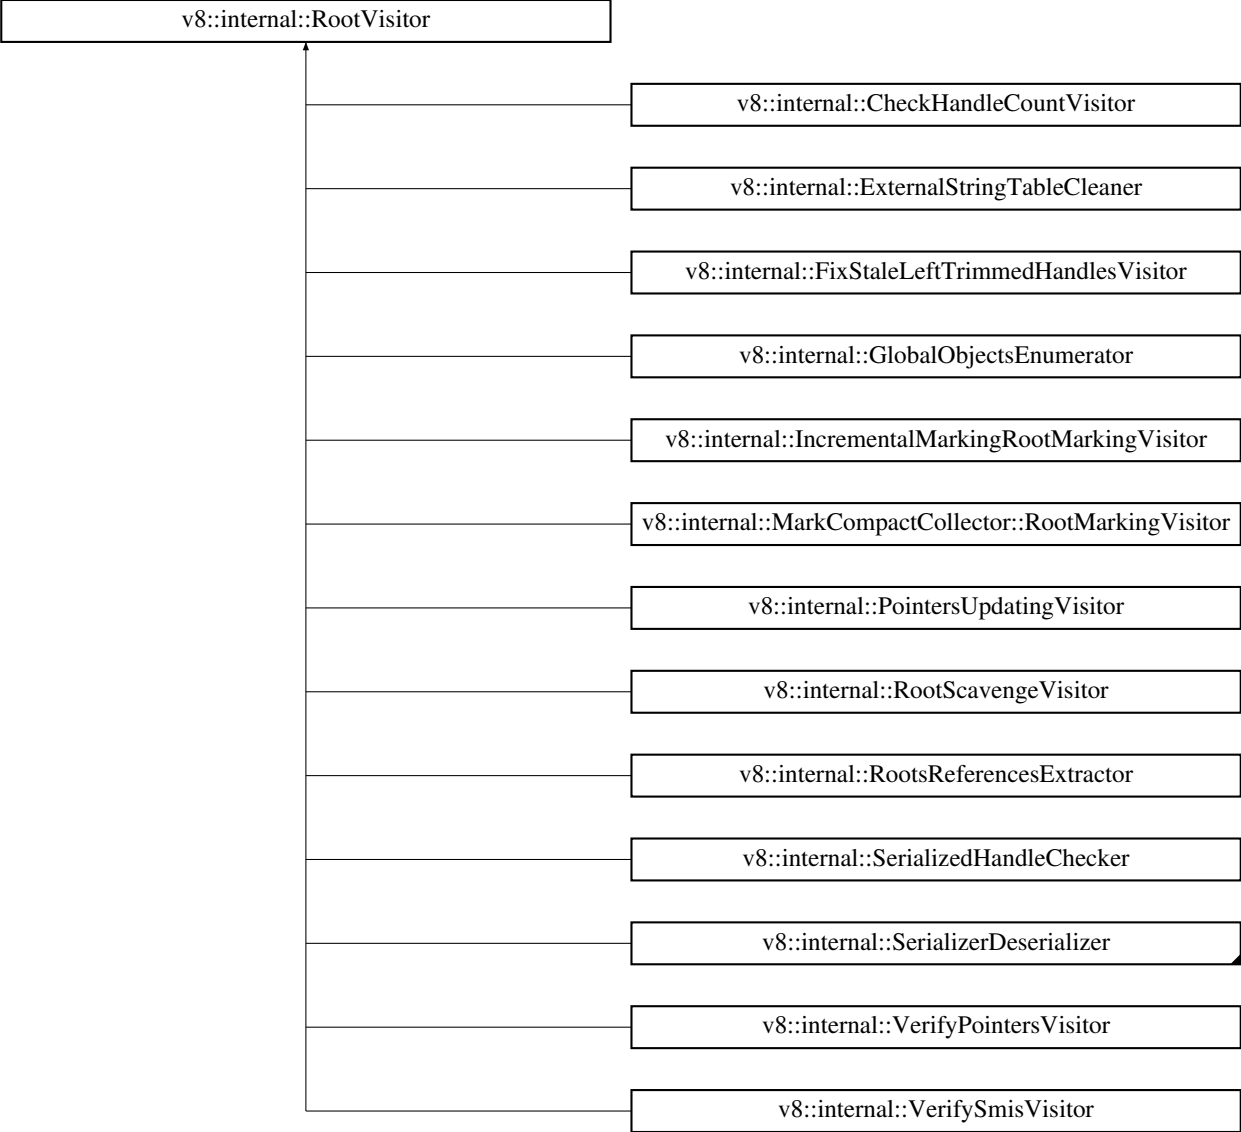 v8::internal::RootVisitor
v8::internal::CheckHandleCountVisitor
v8::internal::ExternalStringTableCleaner
v8::internal::FixStaleLeftTrimmedHandlesVisitor
v8::internal::GlobalObjectsEnumerator
v8::internal::IncrementalMarkingRootMarkingVisitor
v8::internal::MarkCompactCollector::RootMarkingVisitor
v8::internal::PointersUpdatingVisitor
v8::internal::RootScavengeVisitor
v8::internal::RootsReferencesExtractor
v8::internal::SerializedHandleChecker
v8::internal::SerializerDeserializer
v8::internal::VerifyPointersVisitor
v8::internal::VerifySmisVisitor